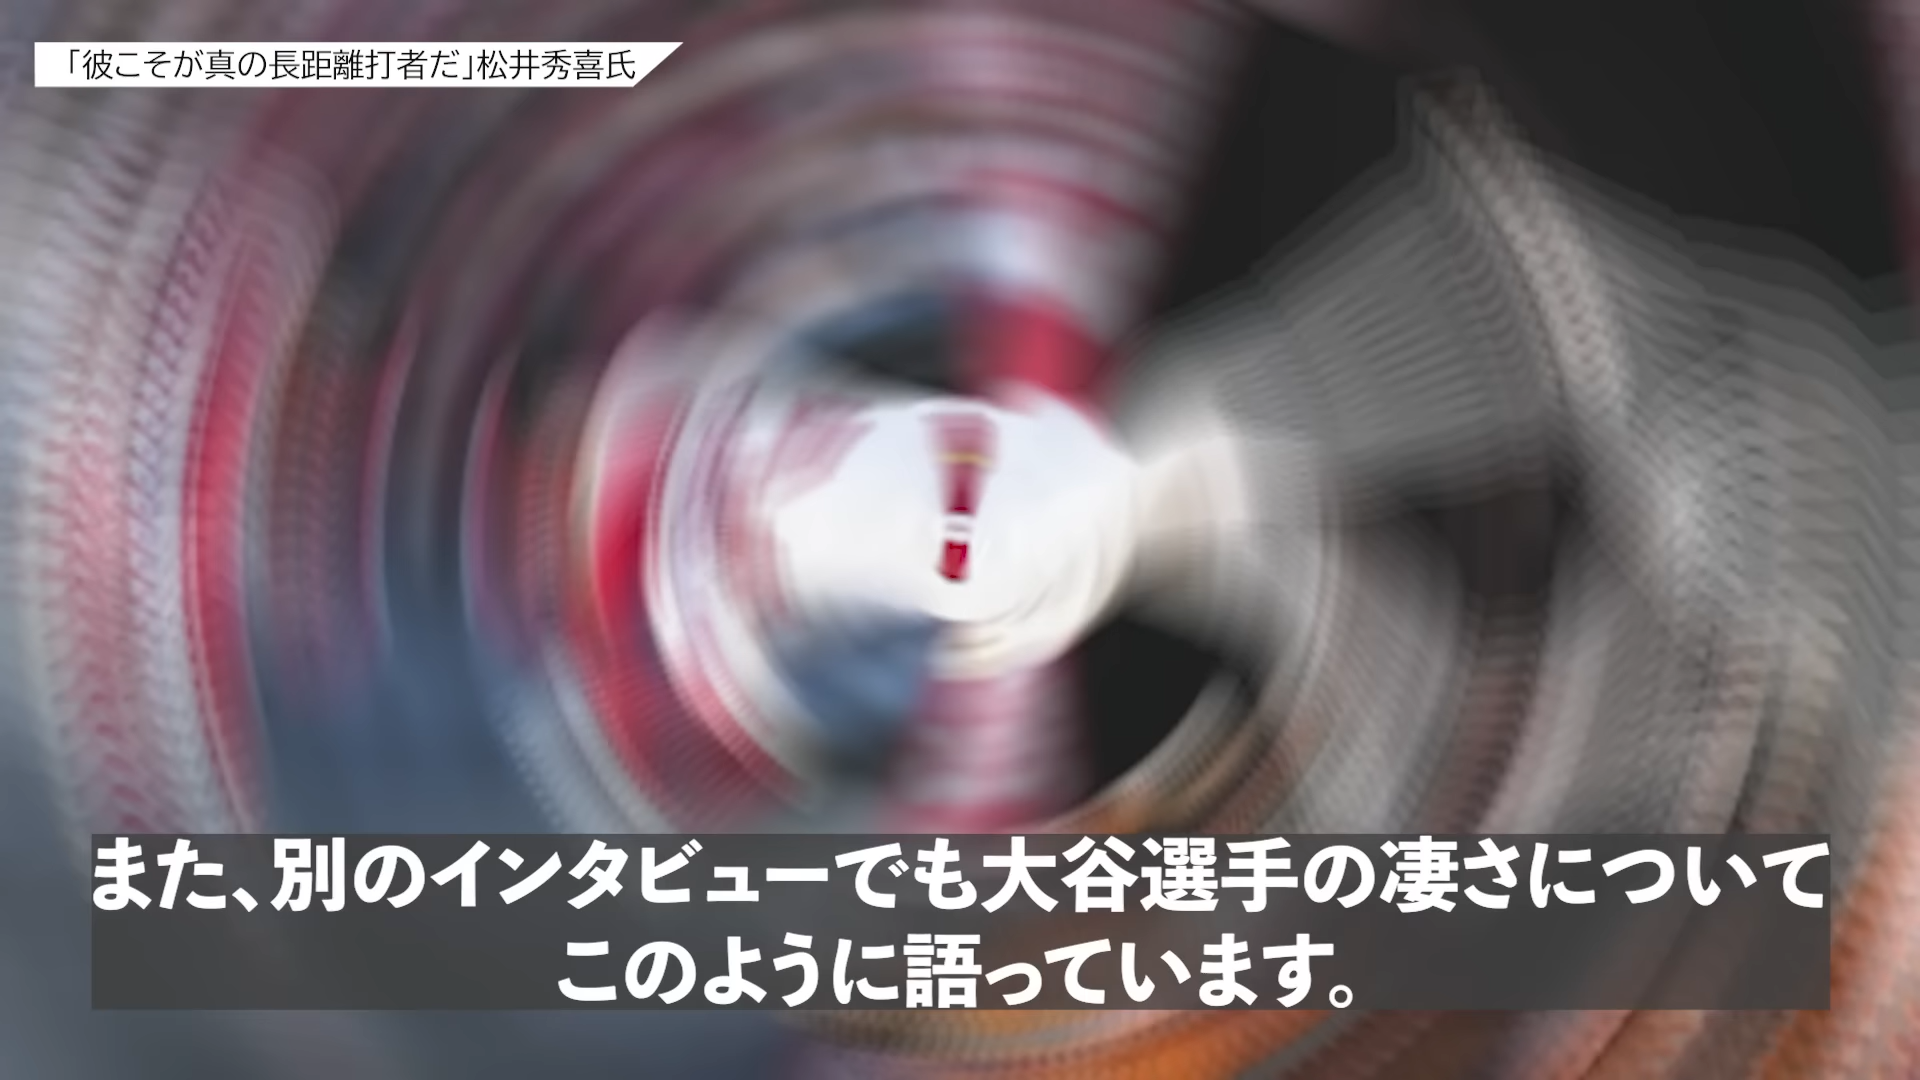 「彼こそが真の長距離打者だ」松井秀喜氏
また、別のインタビューでも大谷選手の凄さについて
このように語っています。